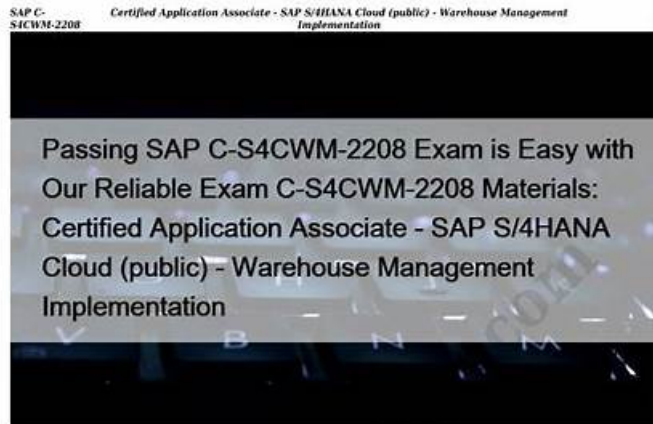 SAP C-
S4CWM-2208
Certified Application Associate - SAP S/4HANA Cloud (public) - Warehouse Management
Implementation
Passing SAP C-S4CWM-2208 Exam is Easy with
Our Reliable Exam C-S4CWM-2208 Materials:
Certified Application Associate - SAP S/4HANA
Cloud (public) - Warehouse Management
Implementation
com
V B N M